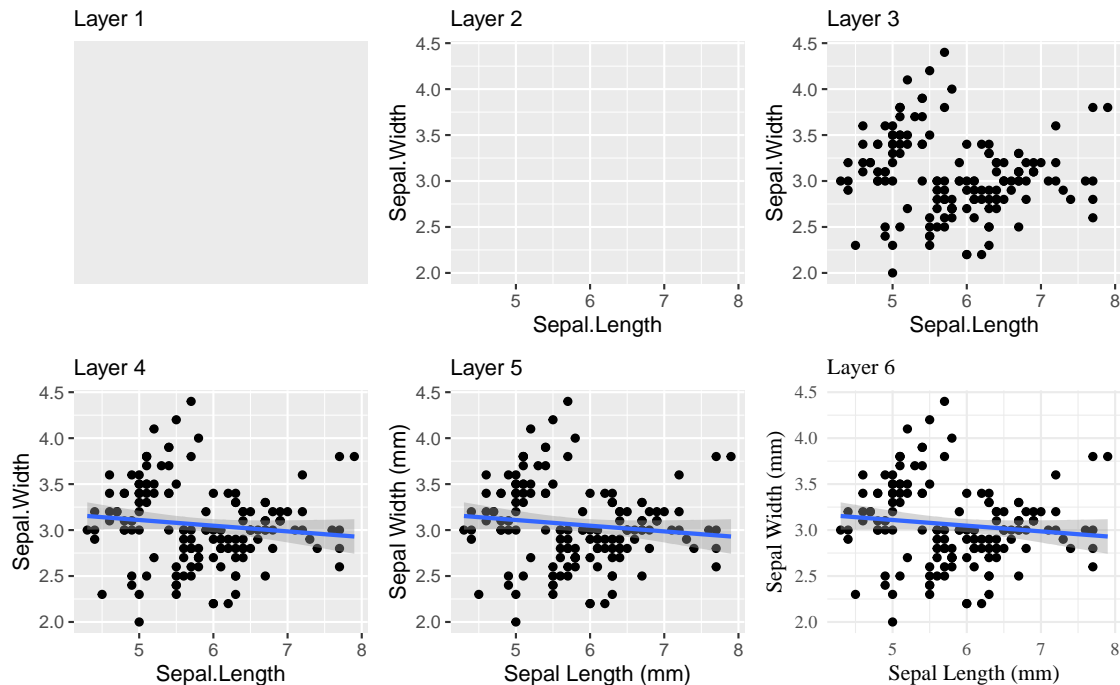 Layer 1
Layer 2
4.5
4.0
3.5
3.0
2.5
2.0
Sepal.Width
5 6 7 8
Sepal.Length
Layer 3
4.5
4.0
3.5
3.0
2.5
2.0
Sepal.Width
5 6 7 8
Sepal.Length
Layer 4
4.5
4.0
3.5
3.0
2.5
2.0
Sepal.Width
5 6 7 8
Sepal.Length
Layer 5
4.5
4.0
3.5
3.0
2.5
2.0
Sepal Width (mm)
5 6 7 8
Sepal Length (mm)
Layer 6
4.5
4.0
3.5
3.0
2.5
2.0
Sepal Width (mm)
5 6 7 8
Sepal Length (mm)